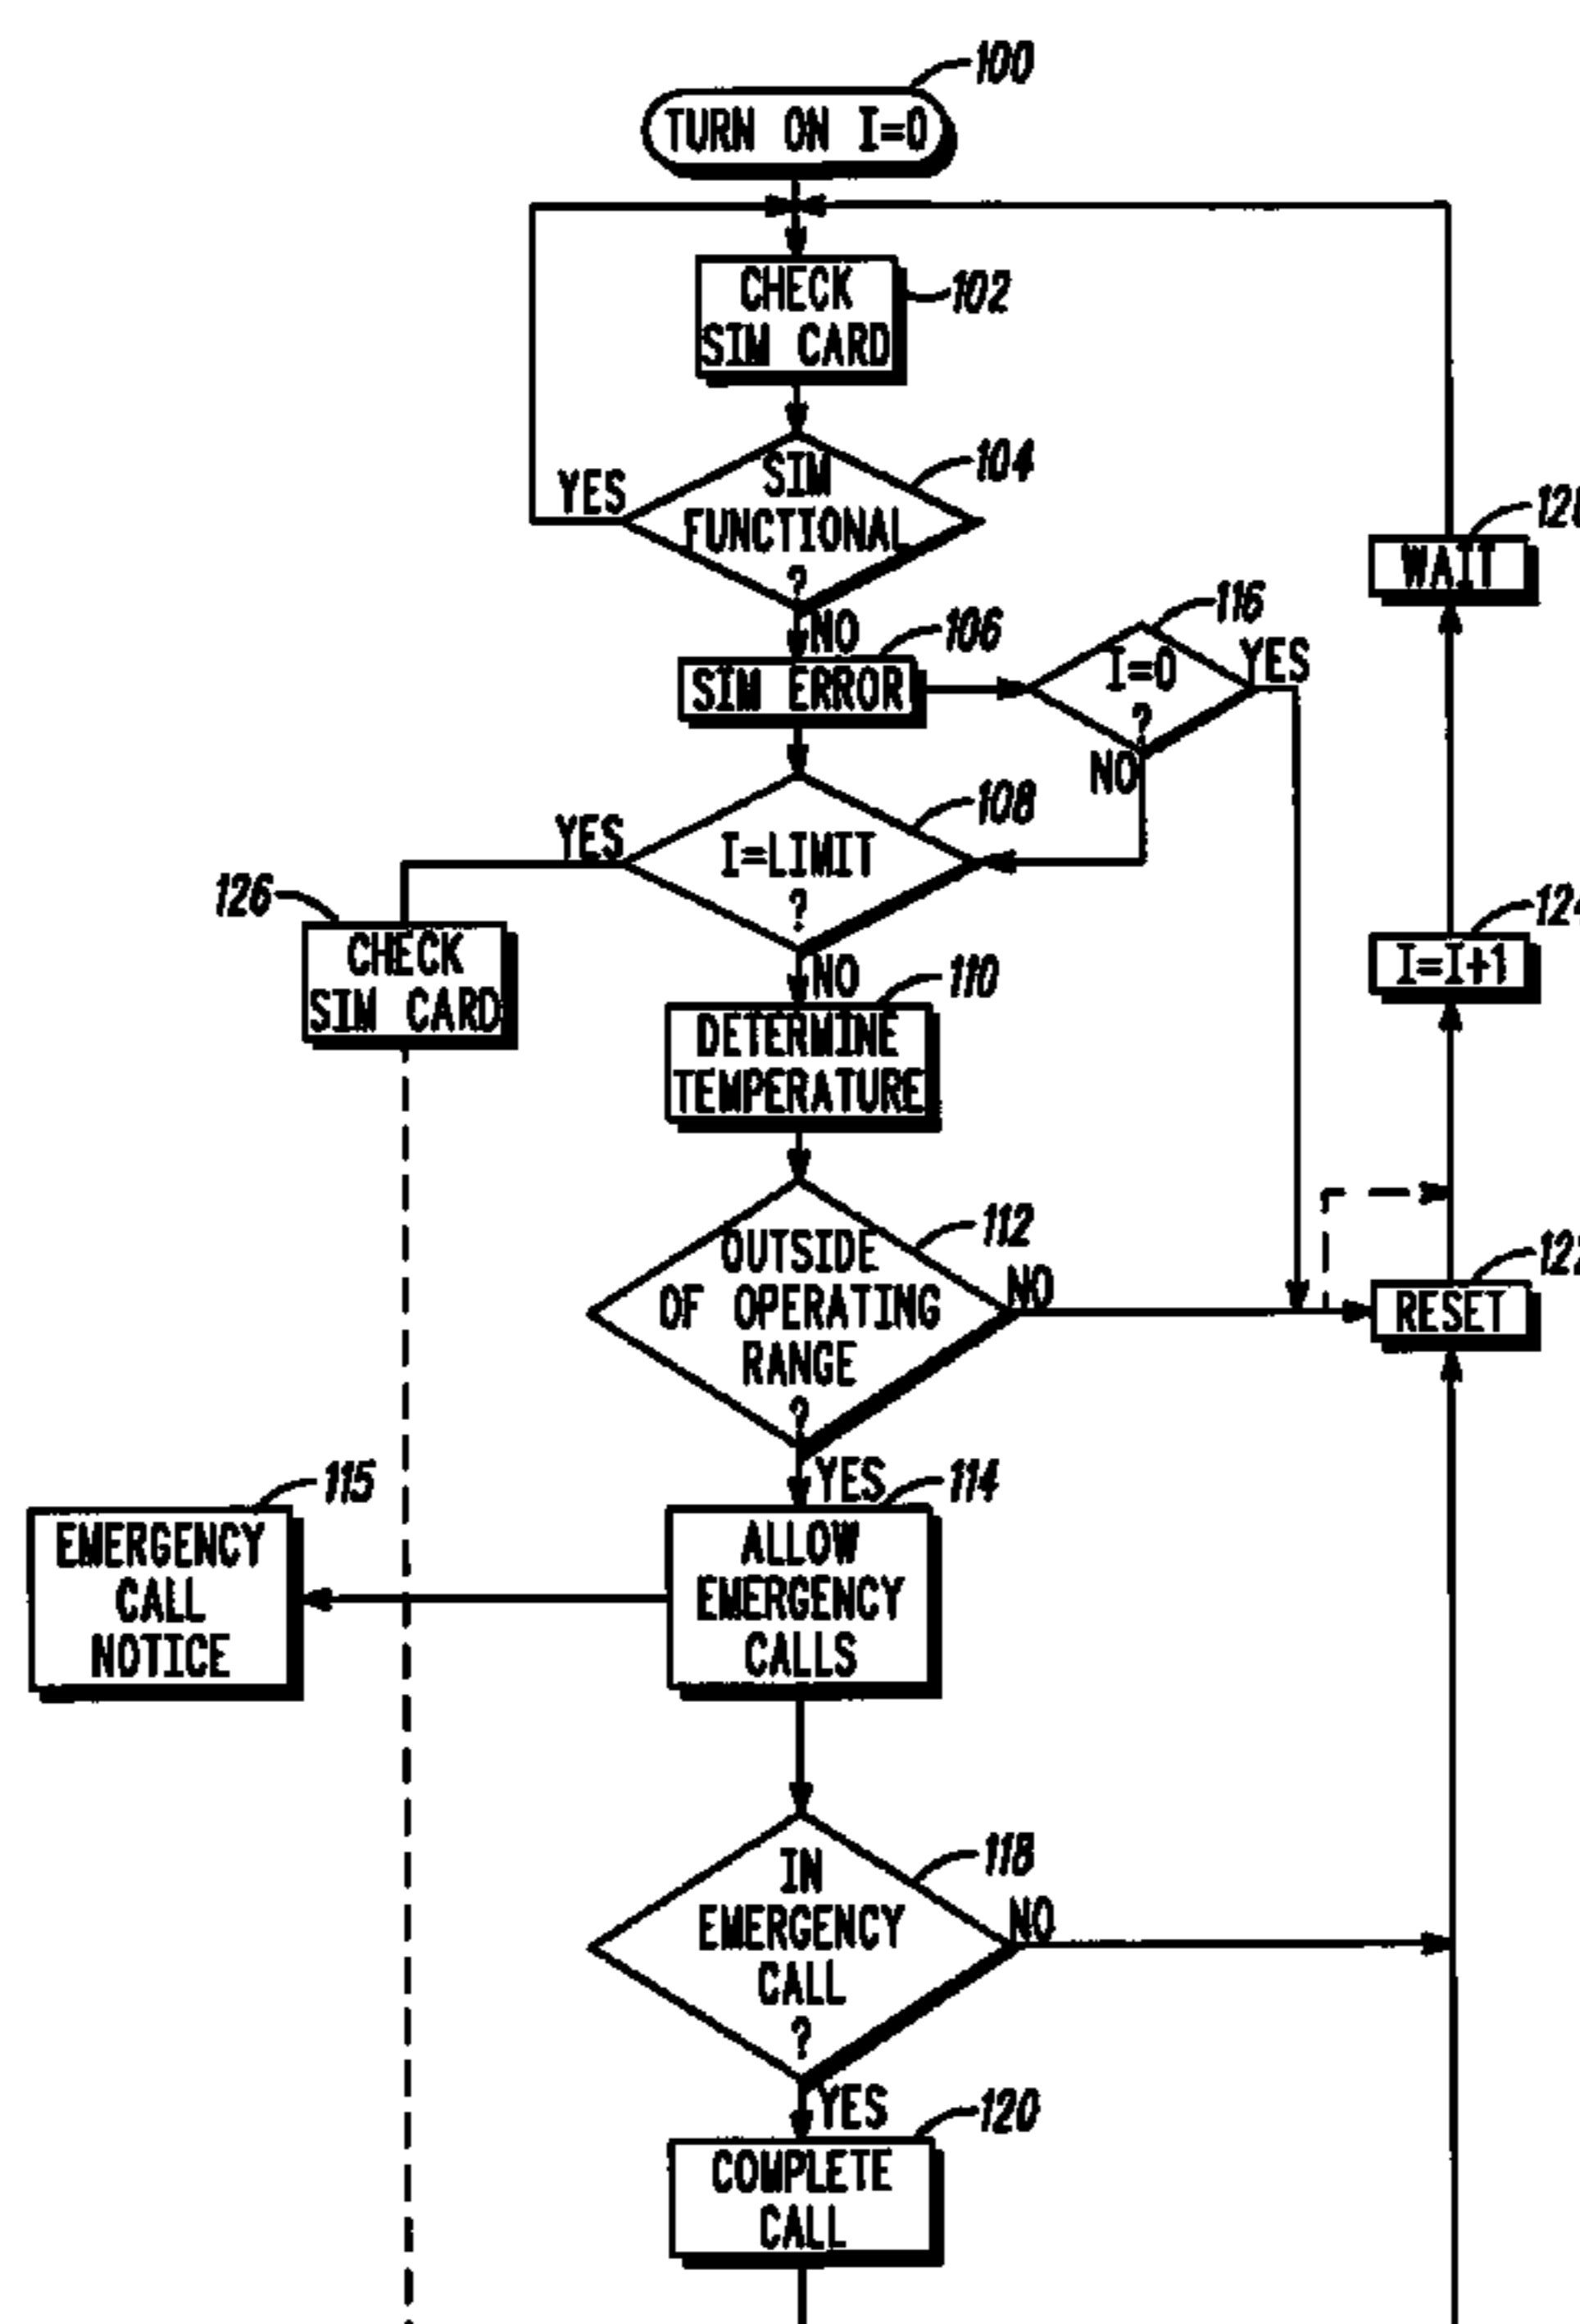 100
TURN ON I=0
CHECK
SIM CARD
102
104
SIM
FUNCTIONAL
?
YES
NO
106
SIM ERROR
116
I=0
?
YES
NO
WAIT
108
I=LIMIT
?
YES
NO
126
CHECK
SIM CARD
I=I+1
110
DETERMINE
TEMPERATURE
112
OUTSIDE
OF OPERATING
RANGE
?
NO
YES
RESET
115
EMERGENCY
CALL
NOTICE
114
ALLOW
EMERGENCY
CALLS
118
IN
EMERGENCY
CALL
?
NO
YES
120
COMPLETE
CALL